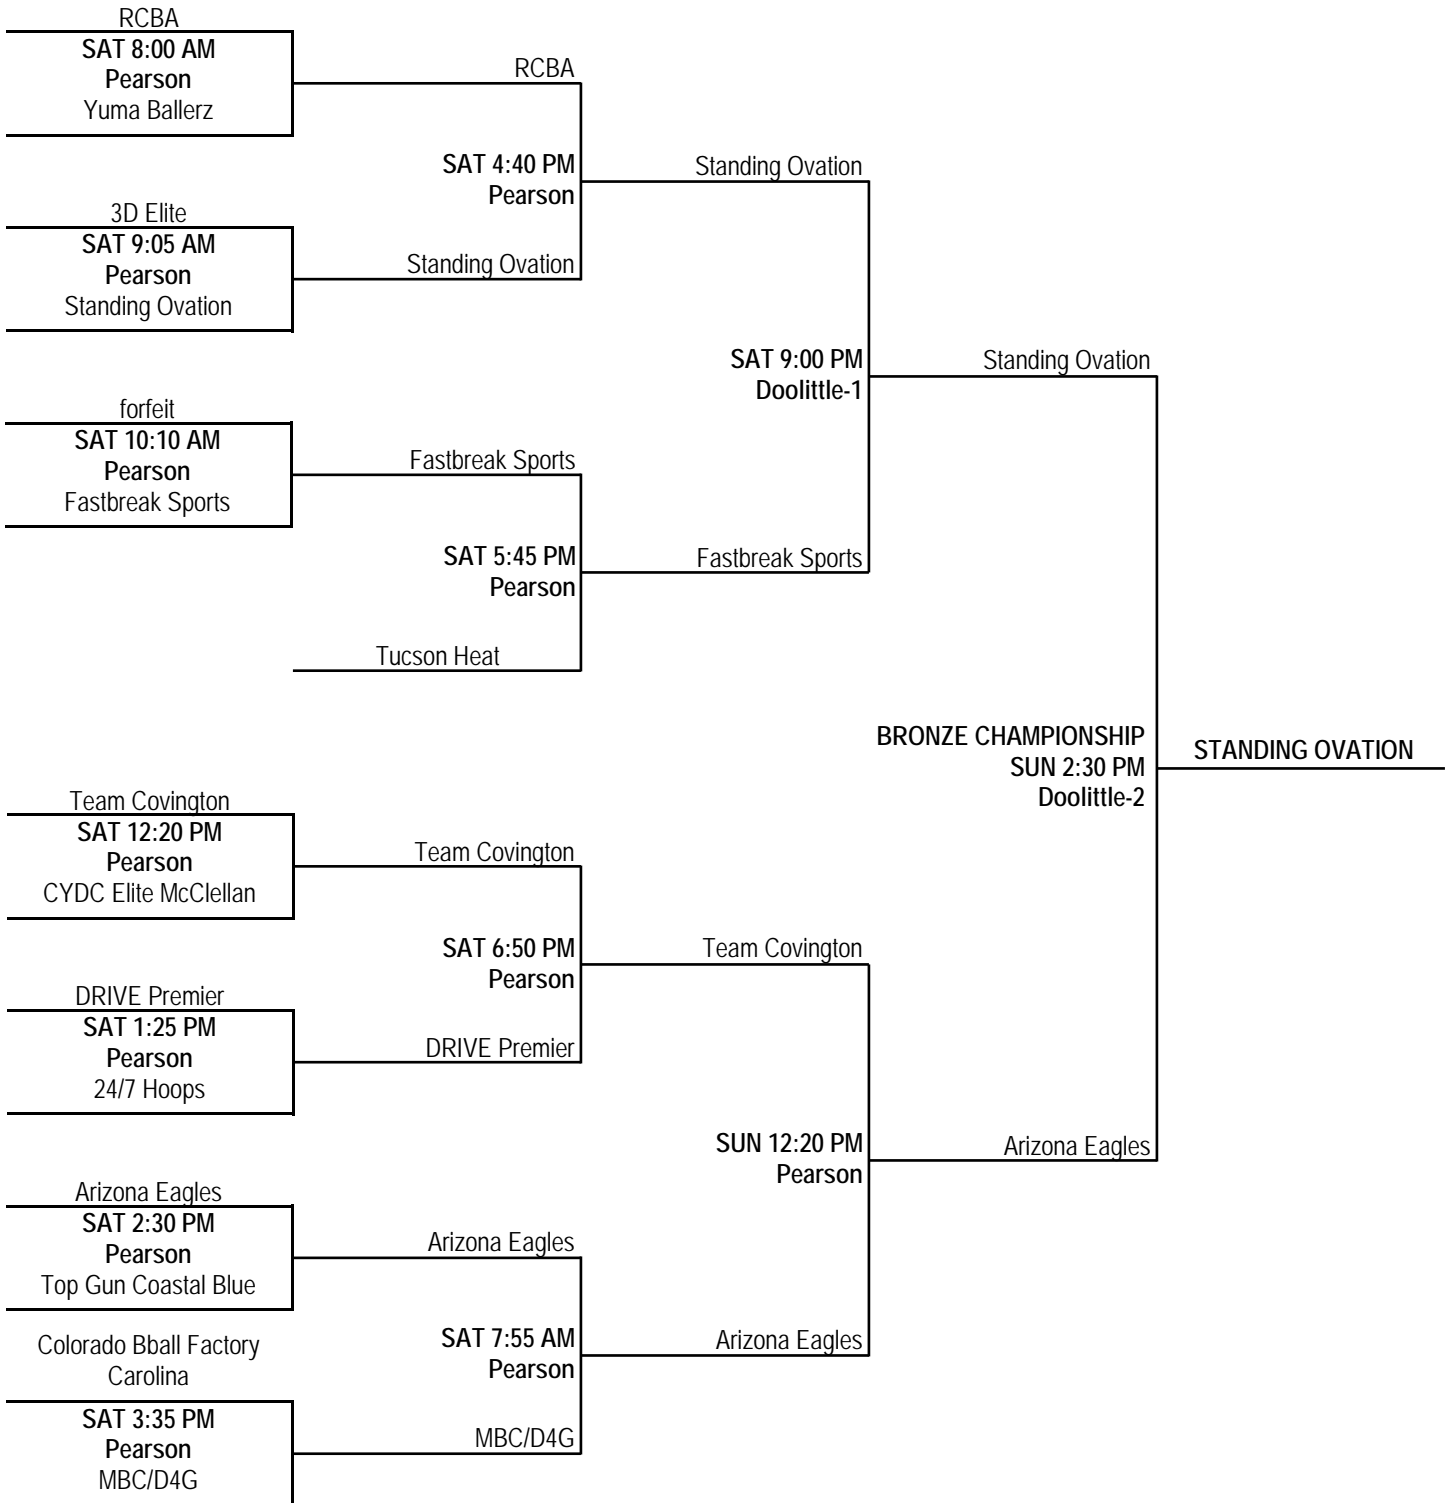 RCBA
SAT 8:00 AM
Pearson
Yuma Ballerz
RCBA
SAT 4:40 PM
Pearson
Standing Ovation
3D Elite
SAT 9:05 AM
Pearson
Standing Ovation
Standing Ovation
SAT 9:00 PM
Doolittle-1
Standing Ovation
forfeit
SAT 10:10 AM
Pearson
Fastbreak Sports
Fastbreak Sports
SAT 5:45 PM
Pearson
Fastbreak Sports
Tucson Heat
BRONZE CHAMPIONSHIP
SUN 2:30 PM
Doolittle-2
STANDING OVATION
Team Covington
SAT 12:20 PM
Pearson
CYDC Elite McClellan
Team Covington
SAT 6:50 PM
Pearson
Team Covington
DRIVE Premier
SAT 1:25 PM
Pearson
24/7 Hoops
DRIVE Premier
SUN 12:20 PM
Pearson
Arizona Eagles
Arizona Eagles
SAT 2:30 PM
Pearson
Top Gun Coastal Blue
Arizona Eagles
SAT 7:55 AM
Pearson
Arizona Eagles
Colorado Bball Factory
Carolina
SAT 3:35 PM
Pearson
MBC/D4G
MBC/D4G